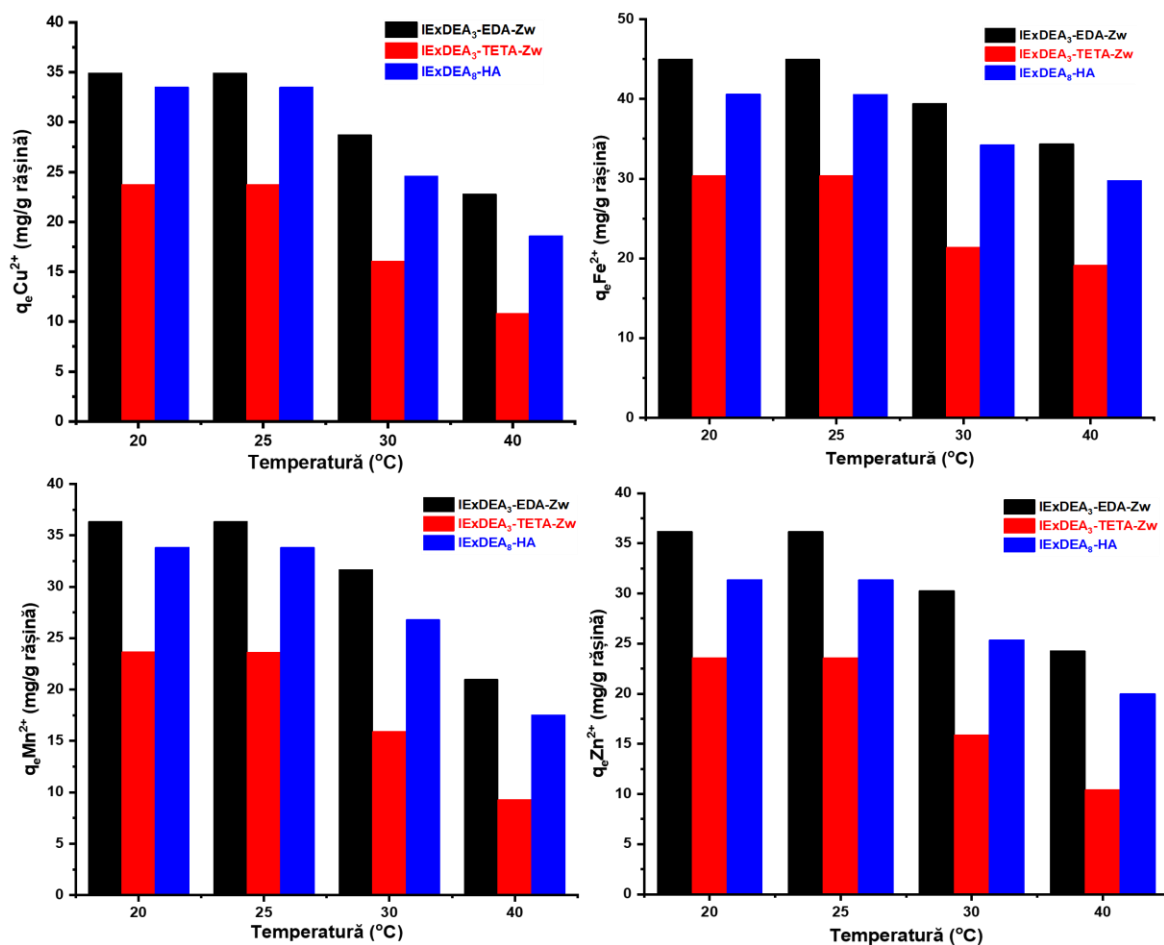 40
35
30
25
20
15
10
5
0
qₑCu²⁺ (mg/g rășină)
IExDEA₃-EDA-Zw
IExDEA₃-TETA-Zw
IExDEA₈-HA
20 25 30 40
Temperatură (°C)
50
40
30
20
10
0
qₑFe²⁺ (mg/g rășină)
IExDEA₃-EDA-Zw
IExDEA₃-TETA-Zw
IExDEA₈-HA
20 25 30 40
Temperatură (°C)
40
35
30
25
20
15
10
5
0
qₑMn²⁺ (mg/g rășină)
IExDEA₃-EDA-Zw
IExDEA₃-TETA-Zw
IExDEA₈-HA
20 25 30 40
Temperatură (°C)
40
35
30
25
20
15
10
5
0
qₑZn²⁺ (mg/g rășină)
IExDEA₃-EDA-Zw
IExDEA₃-TETA-Zw
IExDEA₈-HA
20 25 30 40
Temperatură (°C)